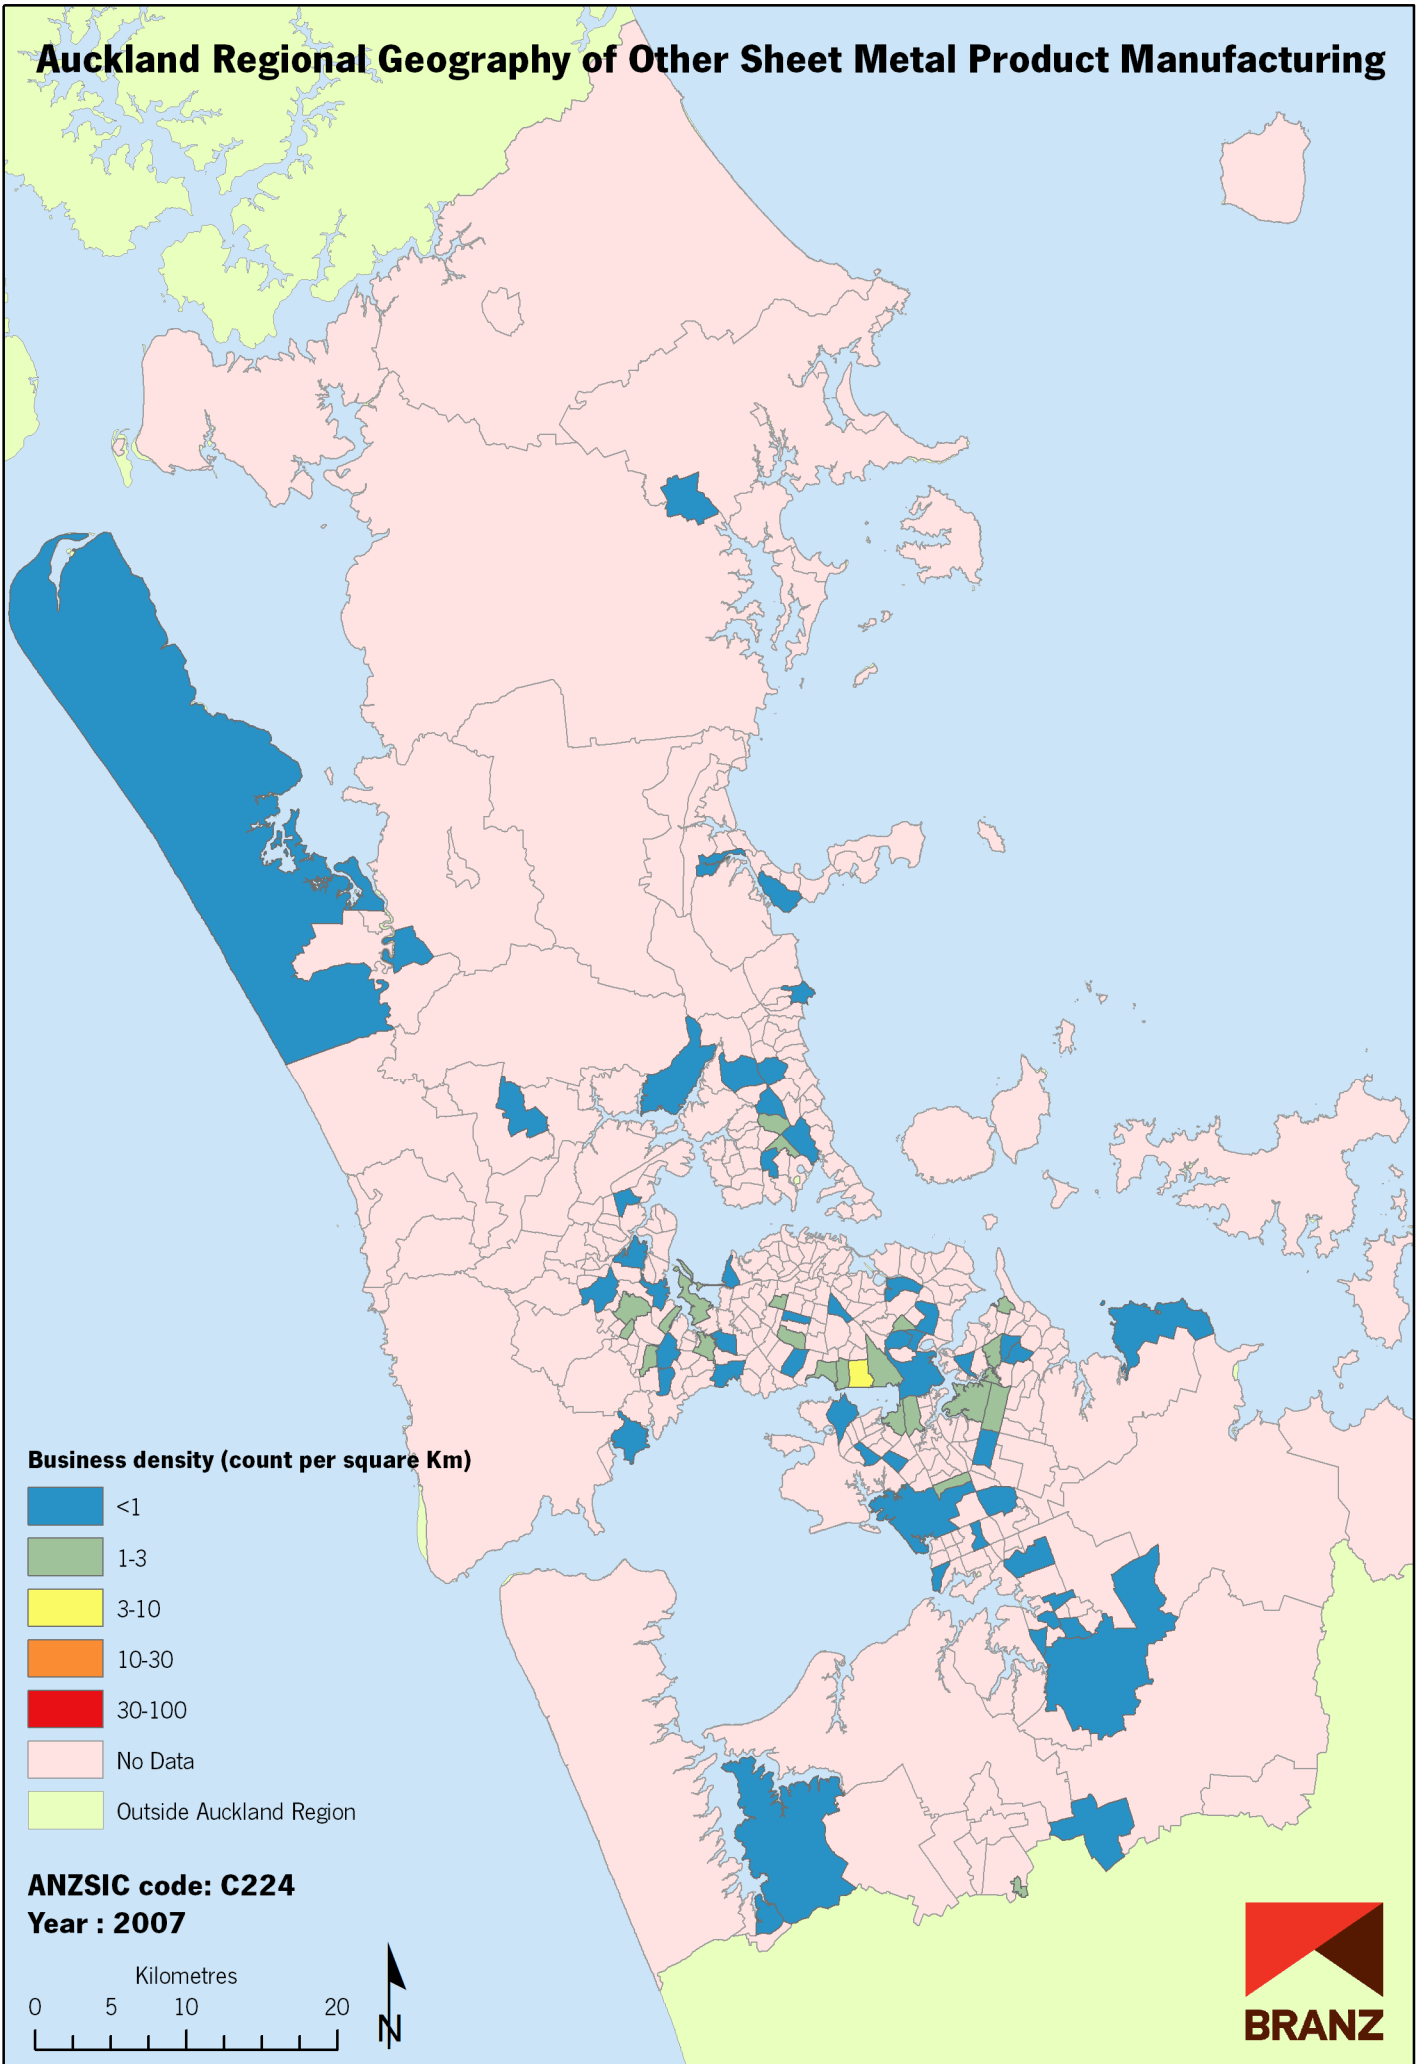 Auckland Regional Geography of Other Sheet Metal Product Manufacturing
Business density (count per square Km)
<1
1-3
3-10
10-30
30-100
No Data
Outside Auckland Region
ANZSIC code: C224
Year : 2007
Kilometres
0 5 10 20
N
BRANZ